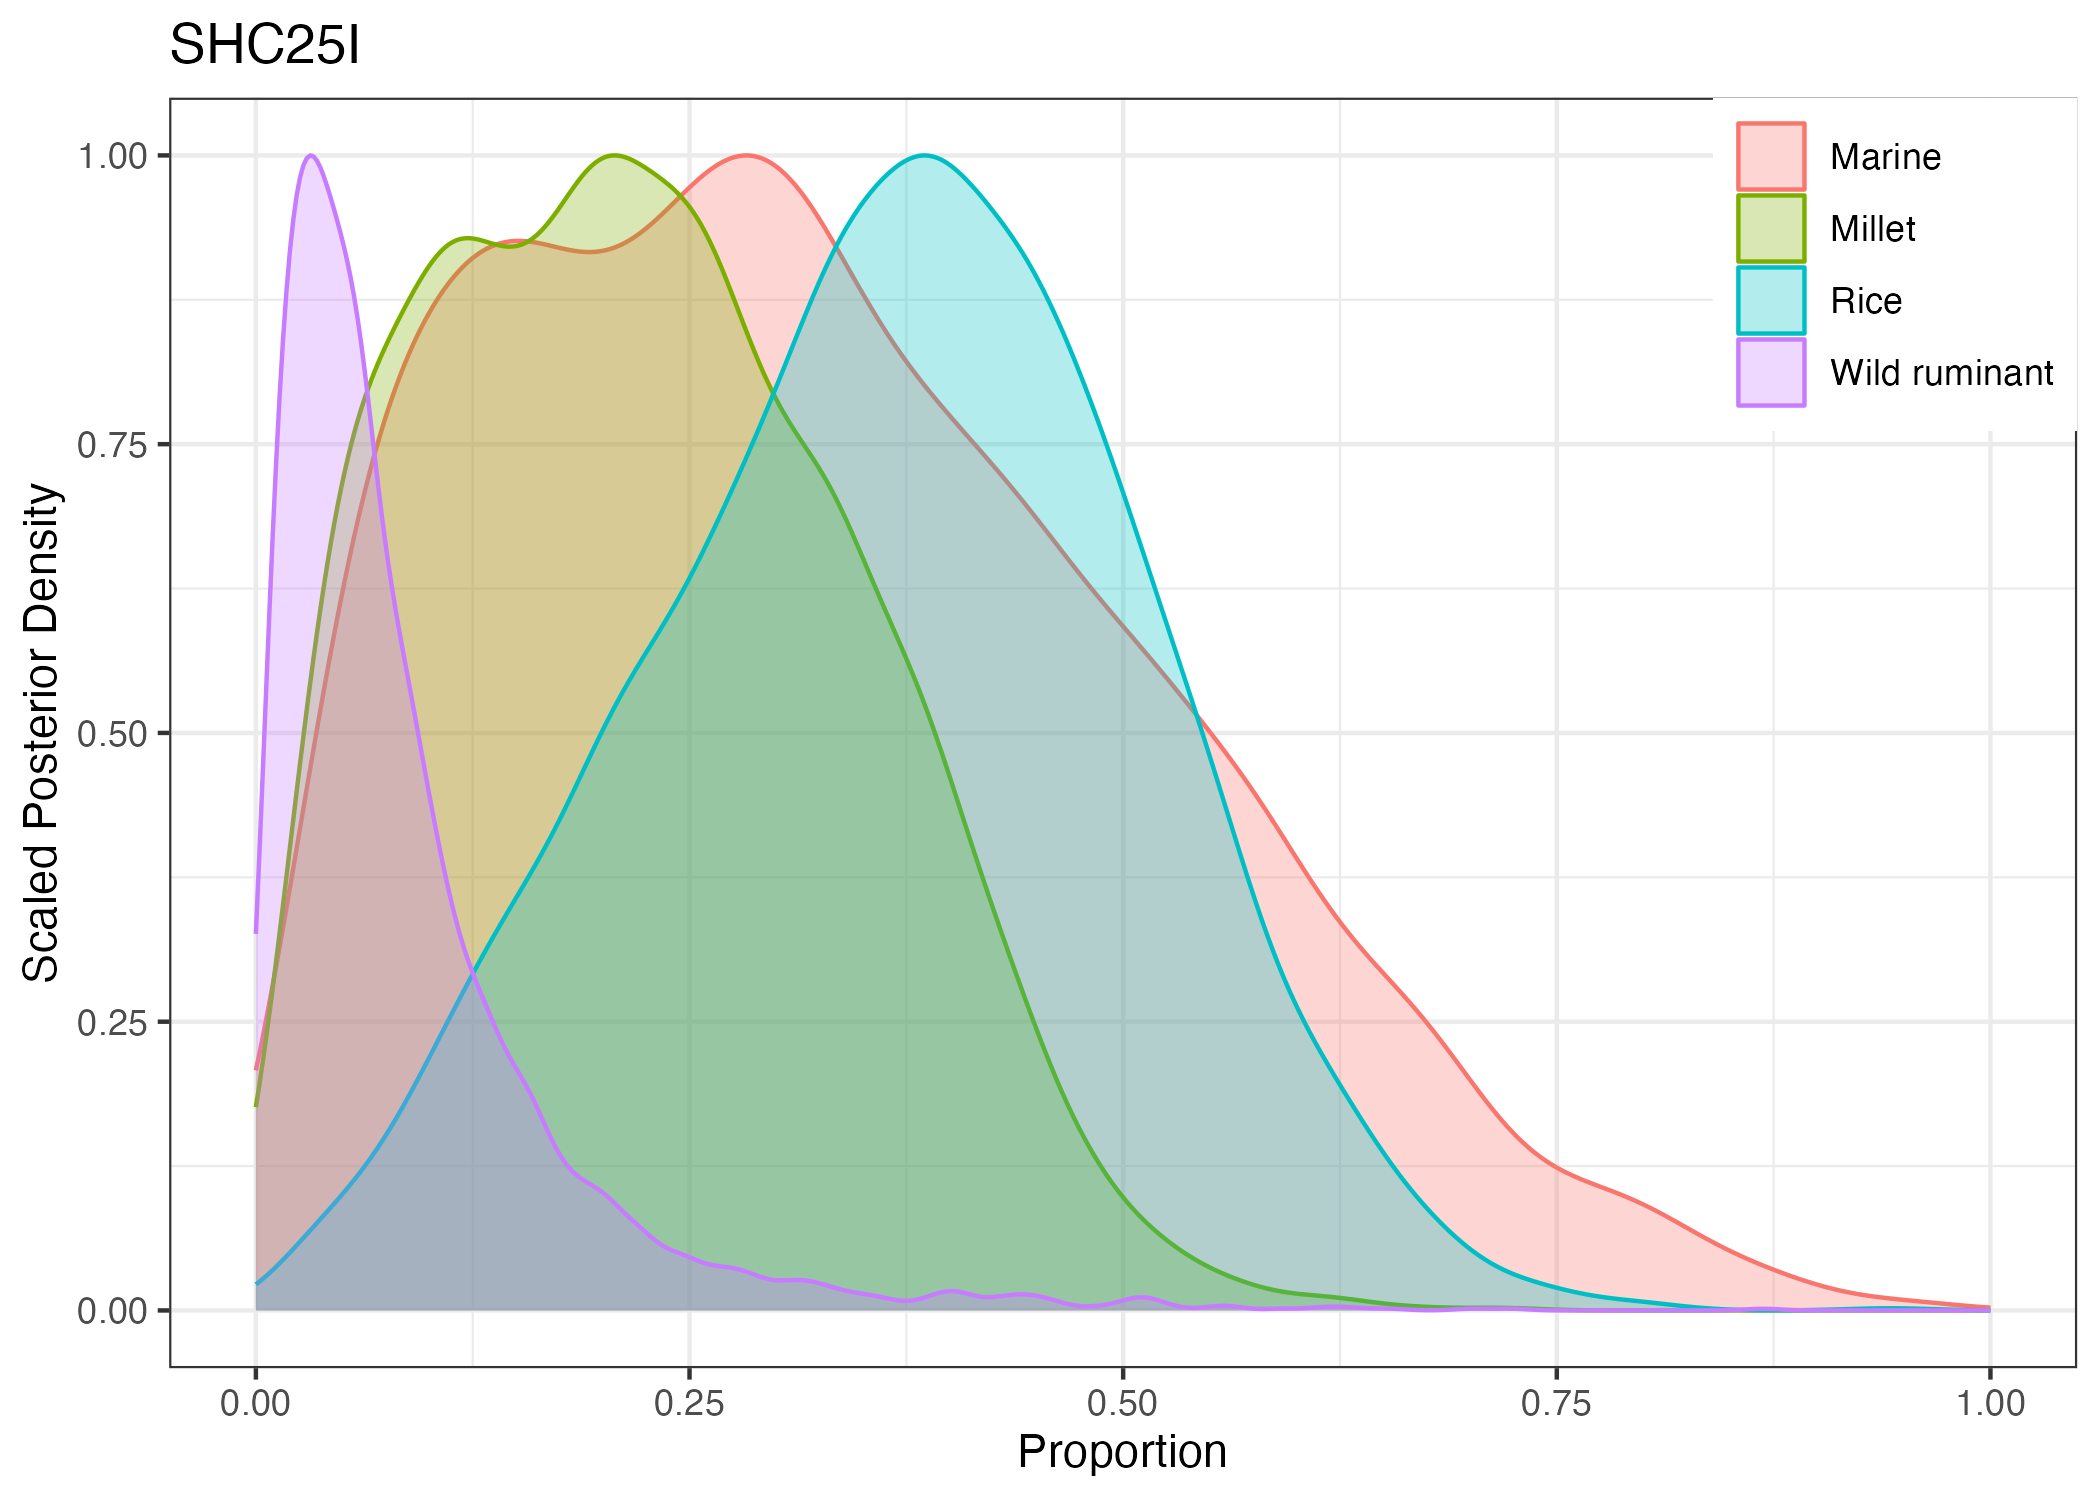 SHC25I
Marine
Millet
Rice
Wild ruminant
Scaled Posterior Density
1.00
0.75
0.50
0.25
0.00
0.00 0.25 0.50 0.75 1.00
Proportion